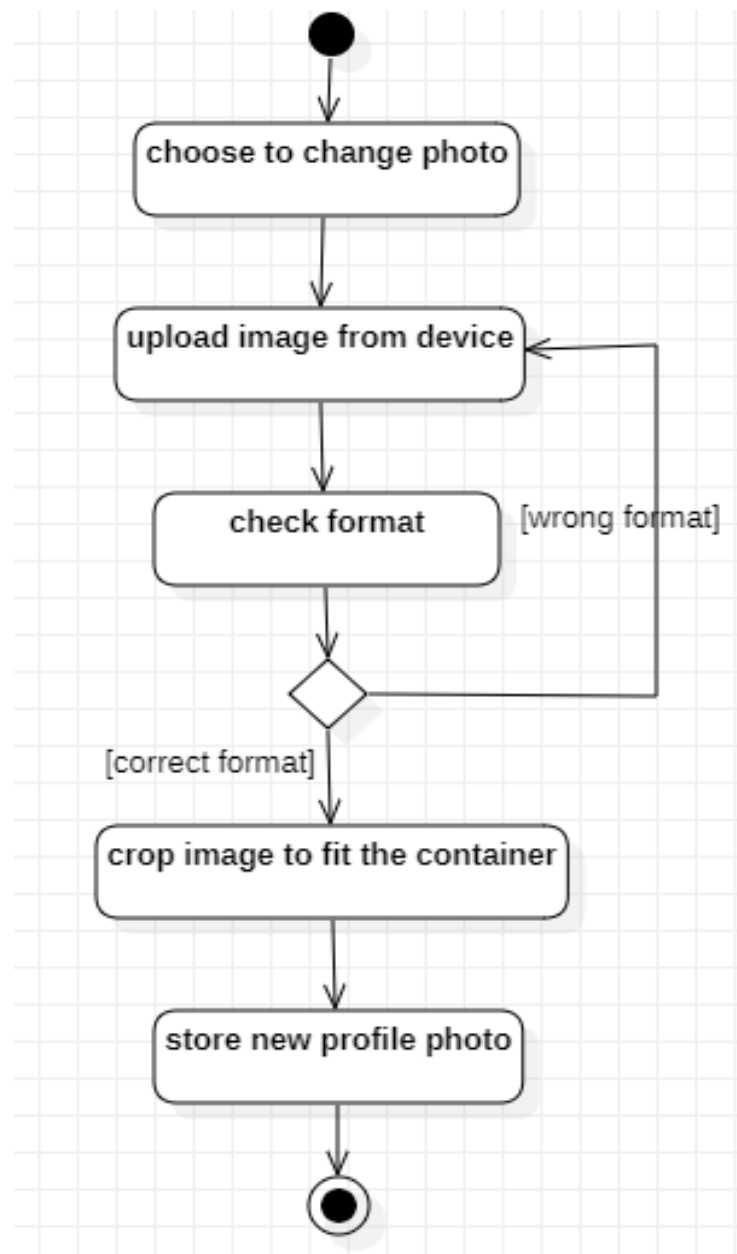 choose to change photo
upload image from device
check format
[wrong format]
[correct format]
crop image to fit the container
store new profile photo